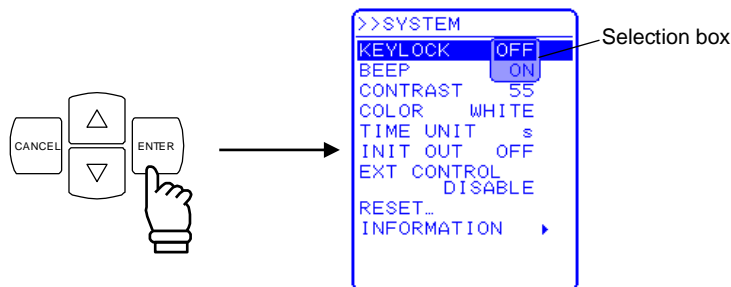 CANCEL
ENTER
>>SYSTEM
KEYLOCK OFF
BEEP ON
CONTRAST 55
COLOR WHITE
TIME UNIT s
INIT OUT OFF
EXT CONTROL
DISABLE
RESET…
INFORMATION
Selection box